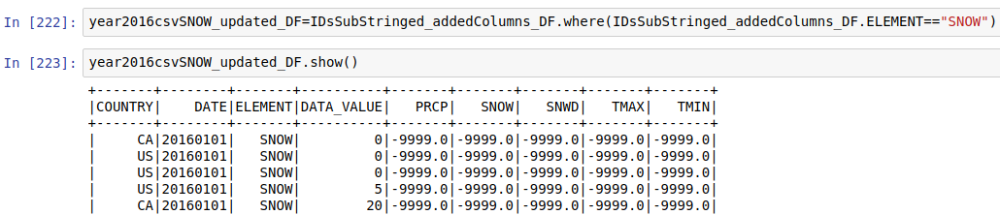 In [222]: year2016csvSNOW_updated_DF=IDsSubStringed_addedColumns_DF.where(IDsSubStringed_addedColumns_DF.ELEMENT=="SNOW")
In [223]: year2016csvSNOW_updated_DF.show()
+-------+--------+-------+----------+-------+-------+-------+-------+-------+
|COUNTRY|    DATE|ELEMENT|DATA_VALUE|   PRCP|   SNOW|   SNWD|   TMAX|   TMIN|
+-------+--------+-------+----------+-------+-------+-------+-------+-------+
|     CA|20160101|   SNOW|         0|-9999.0|-9999.0|-9999.0|-9999.0|-9999.0|
|     US|20160101|   SNOW|         0|-9999.0|-9999.0|-9999.0|-9999.0|-9999.0|
|     US|20160101|   SNOW|         0|-9999.0|-9999.0|-9999.0|-9999.0|-9999.0|
|     US|20160101|   SNOW|         5|-9999.0|-9999.0|-9999.0|-9999.0|-9999.0|
|     CA|20160101|   SNOW|        20|-9999.0|-9999.0|-9999.0|-9999.0|-9999.0|